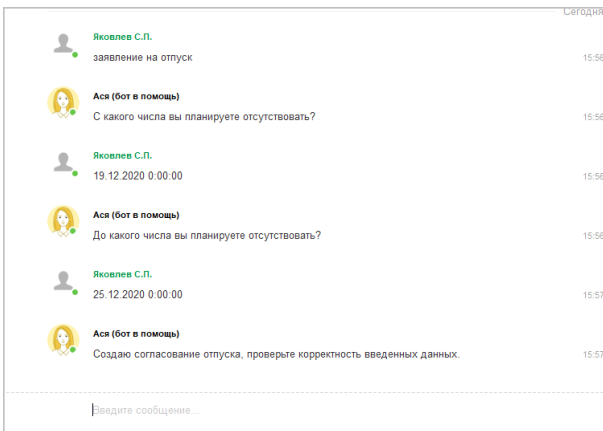 Сегодня
Яковлев С.П.
заявление на отпуск
15:56
Ася (бот в помощь)
С какого числа вы планируете отсутствовать?
15:56
Яковлев С.П.
19.12.2020 0:00:00
15:56
Ася (бот в помощь)
До какого числа вы планируете отсутствовать?
15:56
Яковлев С.П.
25.12.2020 0:00:00
15:57
Ася (бот в помощь)
Создаю согласование отпуска, проверьте корректность введенных данных.
15:57
Введите сообщение...